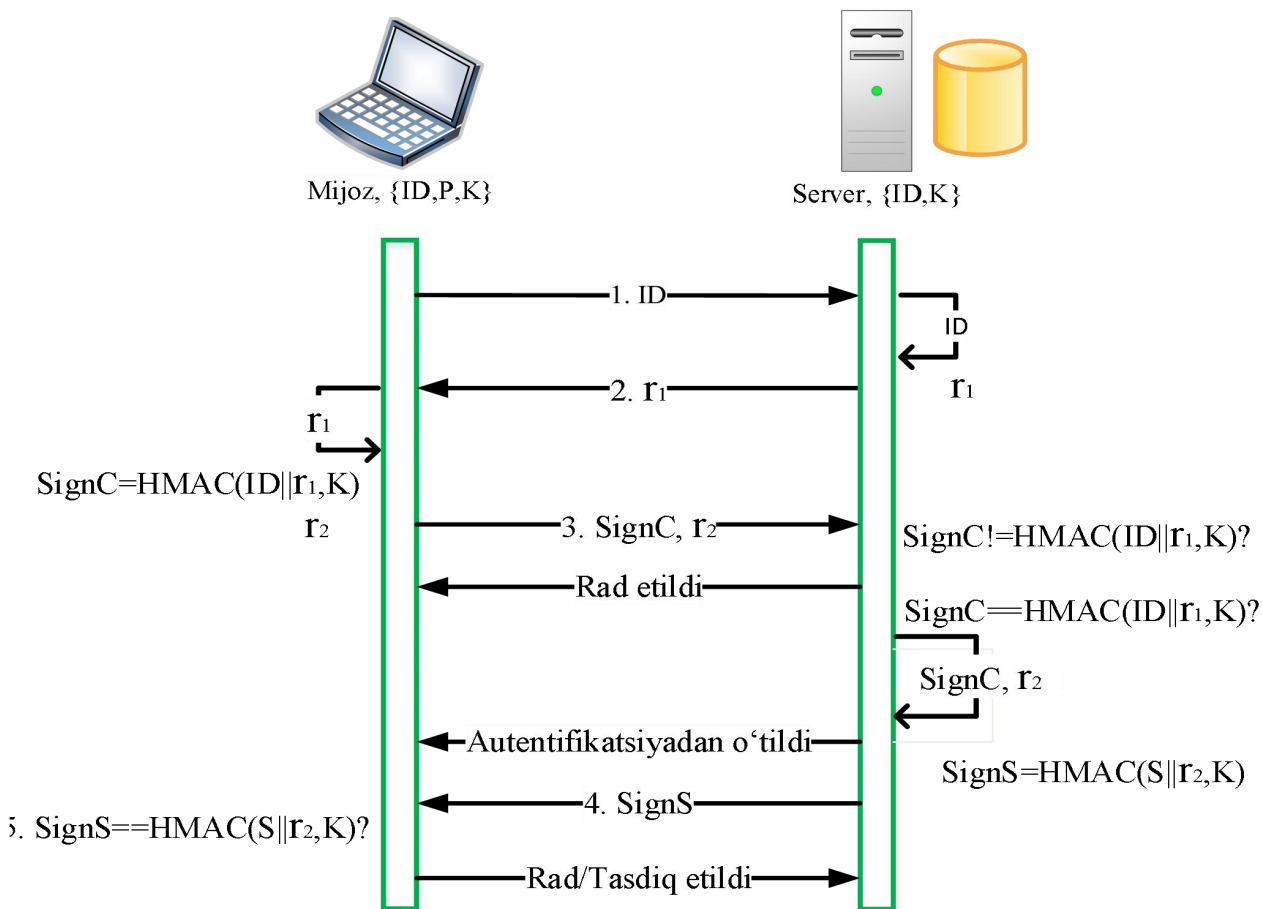 Mijoz, {ID,P,K}
Server, {ID,K}
1. ID
ID
r₁
2. r₁
r₁
SignC=HMAC(ID||r₁,K)
r₂
3. SignC, r₂
SignC!=HMAC(ID||r₁,K)?
Rad etildi
SignC==HMAC(ID||r₁,K)?
SignC, r₂
Autentifikatsiyadan o‘tildi
SignS=HMAC(S||r₂,K)
4. SignS
5. SignS==HMAC(S||r₂,K)?
Rad/Tasdiq etildi